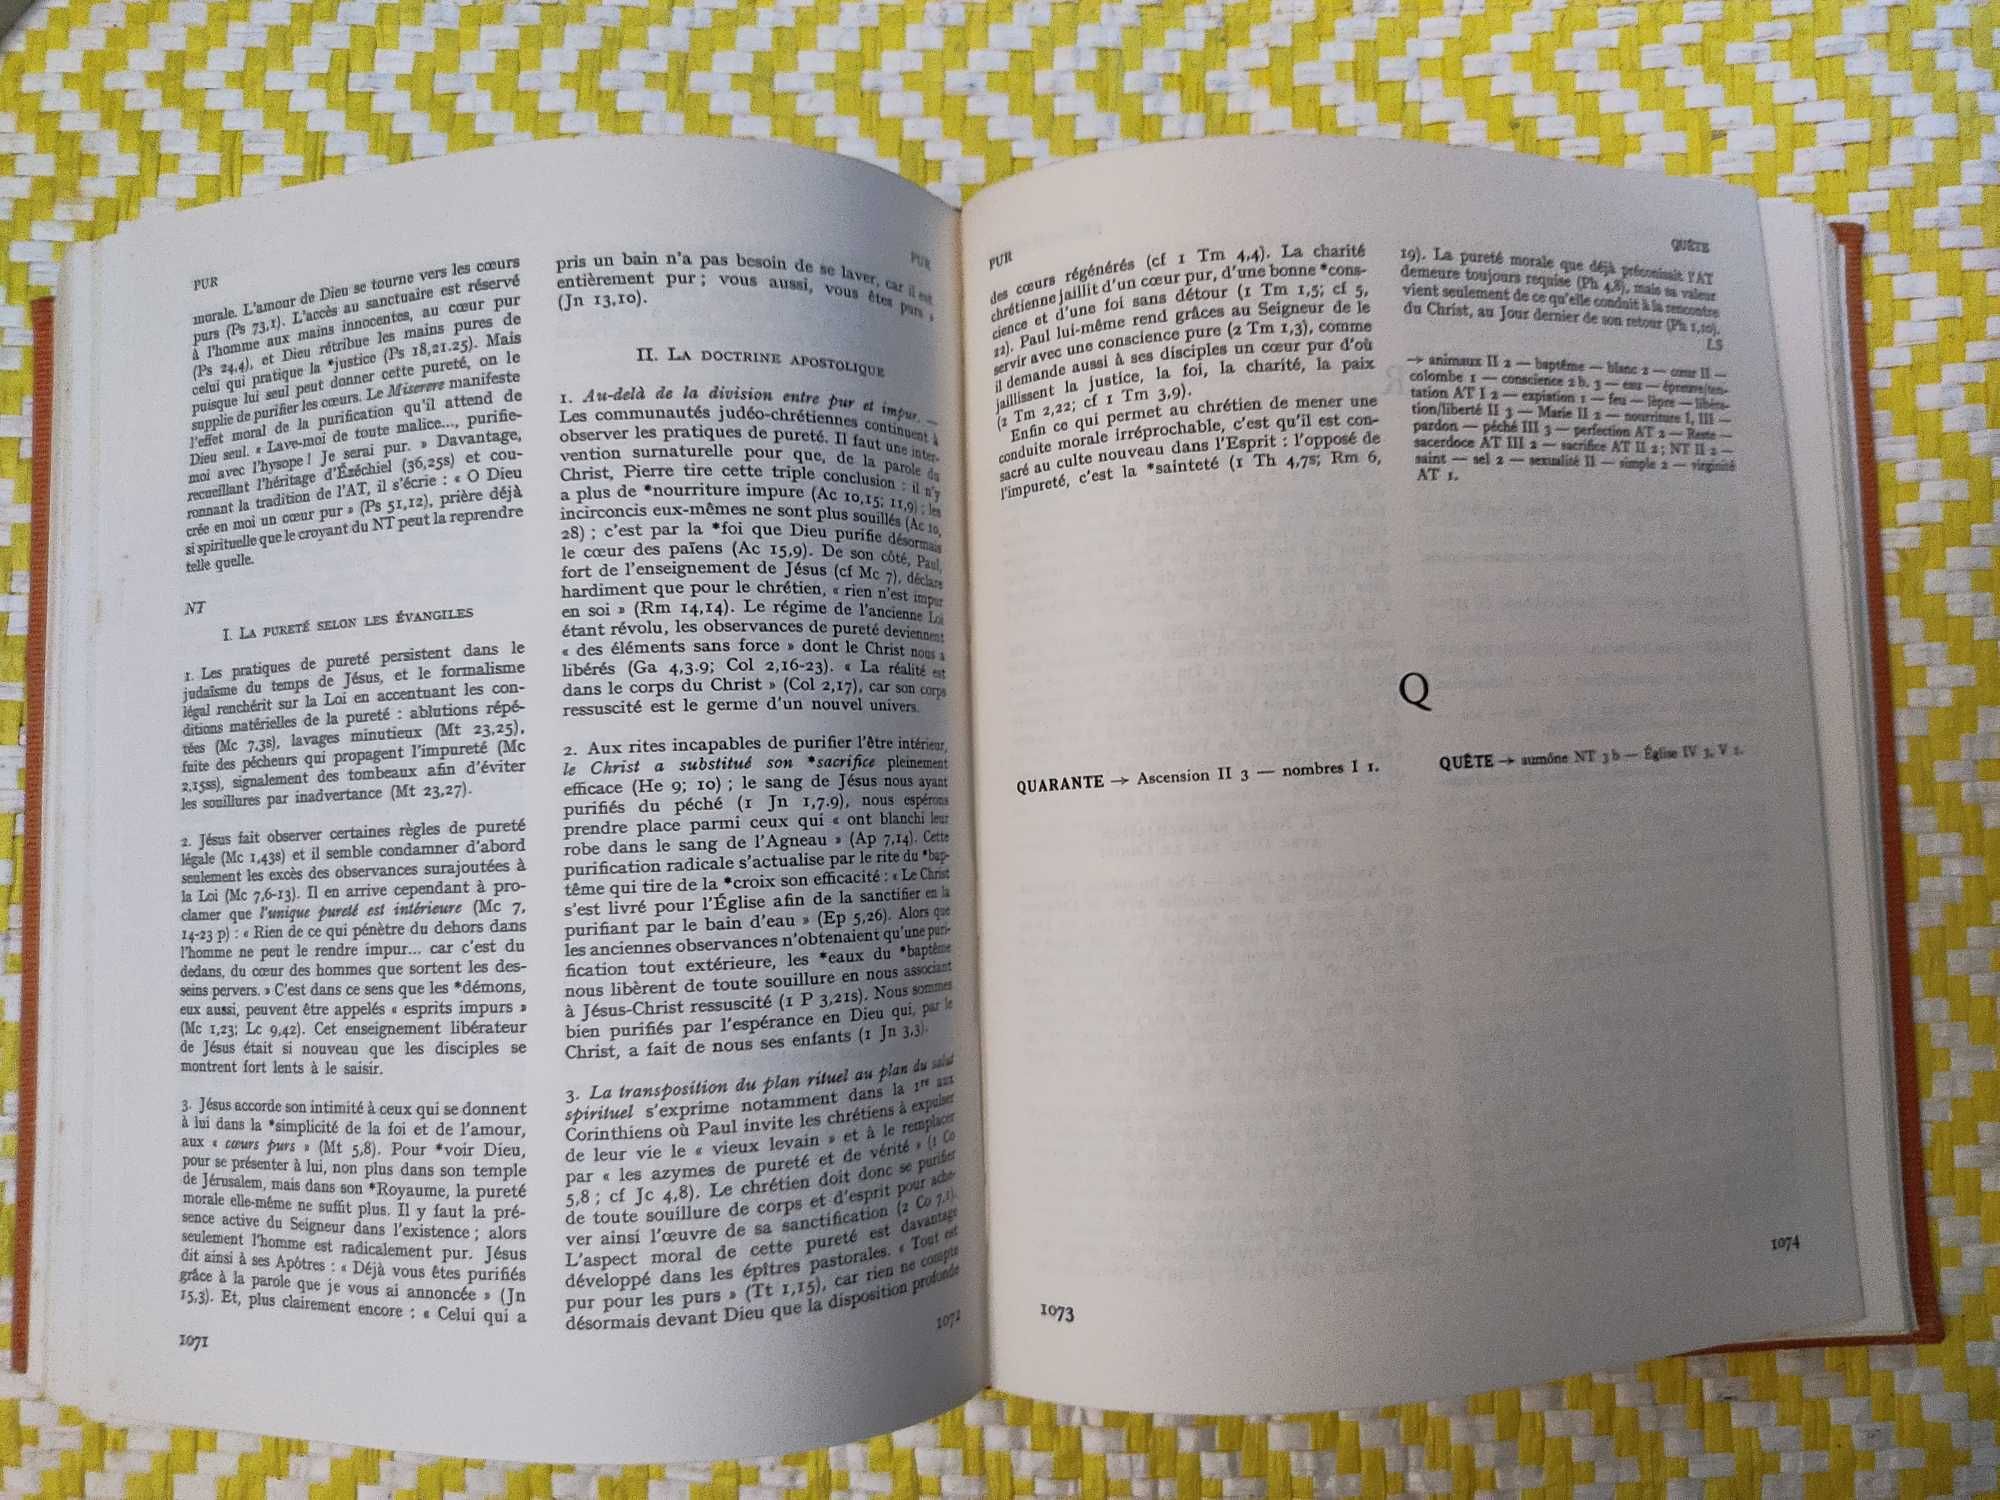 PUR
morale. L'amour de Dieu se tourne vers les cœurs
purs (Ps 73,1). L'accès au sanctuaire est réservé
à l'homme aux mains innocentes, au cœur pur
(Ps 24,4), et Dieu rétribue les mains pures de
celui qui pratique la *justice (Ps 18,21.25). Mais
puisque lui seul peut donner cette pureté, on le
supplie de purifier les cœurs. Le Miserere manifeste
l'effet moral de la purification qu'il attend de
Dieu seul. « Lave-moi de toute malice..., purifie-
moi avec l'hysope! Je serai pur. » Davantage,
recueillant l'héritage d'Ézéchiel (36,25s) et cou-
ronnant la tradition de l'AT, il s'écrie : « O Dieu
crée en moi un cœur pur » (Ps 51,12), prière déjà
si spirituelle que le croyant du NT peut la reprendre
telle quelle.
NT
I. LA PURETÉ SELON LES ÉVANGILES
1. Les pratiques de pureté persistent dans le
judaïsme du temps de Jésus, et le formalisme
légal renchérit sur la Loi en accentuant les con-
ditions matérielles de la pureté : ablutions répé-
tées (Mc 7,3s), lavages minutieux (Mt 23,25),
fuite des pécheurs qui propagent l'impureté (Mc
2,15ss), signalement des tombeaux afin d'éviter
les souillures par inadvertance (Mt 23,27).
2. Jésus fait observer certaines règles de pureté
légale (Mc 1,43s) et il semble condamner d'abord
seulement les excès des observances surajoutées à
la Loi (Mc 7,6-13). Il en arrive cependant à pro-
clamer que l'unique pureté est intérieure (Mc 7,
14-23 p) : « Rien de ce qui pénètre du dehors dans
l'homme ne peut le rendre impur... car c'est du
dedans, du cœur des hommes que sortent les des-
seins pervers. » C'est dans ce sens que les *démons,
eux aussi, peuvent être appelés « esprits impurs »
(Mc 1,23; Lc 9,42). Cet enseignement libérateur
de Jésus était si nouveau que les disciples se
montrent fort lents à le saisir.
3. Jésus accorde son intimité à ceux qui se donnent
à lui dans la *simplicité de la foi et de l'amour,
aux « cœurs purs » (Mt 5,8). Pour *voir Dieu,
pour se présenter à lui, non plus dans son temple
de Jérusalem, mais dans son *Royaume, la pureté
morale elle-même ne suffit plus. Il y faut la pré-
sence active du Seigneur dans l'existence; alors
seulement l'homme est radicalement pur. Jésus
dit ainsi à ses Apôtres : « Déjà vous êtes purifiés
grâce à la parole que je vous ai annoncée » (Jn
15,3). Et, plus clairement encore : « Celui qui a
1071
PUR
pris un bain n'a pas besoin de se laver, car il est
entièrement pur ; vous aussi, vous êtes purs »
(Jn 13,10).
II. LA DOCTRINE APOSTOLIQUE
1. Au-delà de la division entre pur et impur. —
Les communautés judéo-chrétiennes continuent à
observer les pratiques de pureté. Il faut une inter-
vention surnaturelle pour que, de la parole du
Christ, Pierre tire cette triple conclusion : il n'y
a plus de *nourriture impure (Ac 10,15; 11,9) ; les
incirconcis eux-mêmes ne sont plus souillés (Ac 10,
28) ; c'est par la *foi que Dieu purifie désormais
le cœur des païens (Ac 15,9). De son côté, Paul,
fort de l'enseignement de Jésus (cf Mc 7), déclare
hardiment que pour le chrétien, « rien n'est impur
en soi » (Rm 14,14). Le régime de l'ancienne Loi
étant révolu, les observances de pureté deviennent
« des éléments sans force » dont le Christ nous a
libérés (Ga 4,3.9; Col 2,16-23). « La réalité est
dans le corps du Christ » (Col 2,17), car son corps
ressuscité est le germe d'un nouvel univers.
2. Aux rites incapables de purifier l'être intérieur,
le Christ a substitué son *sacrifice pleinement
efficace (He 9; 10) ; le sang de Jésus nous ayant
purifiés du péché (1 Jn 1,7.9), nous espérons
prendre place parmi ceux qui « ont blanchi leur
robe dans le sang de l'Agneau » (Ap 7,14). Cette
purification radicale s'actualise par le rite du *bap-
tême qui tire de la *croix son efficacité : « Le Christ
s'est livré pour l'Église afin de la sanctifier en la
purifiant par le bain d'eau » (Ep 5,26). Alors que
les anciennes observances n'obtenaient qu'une puri-
fication tout extérieure, les *eaux du *baptême
nous libèrent de toute souillure en nous associant
à Jésus-Christ ressuscité (1 P 3,21s). Nous sommes
bien purifiés par l'espérance en Dieu qui, par le
Christ, a fait de nous ses enfants (1 Jn 3,3).
3. La transposition du plan rituel au plan du salut
spirituel s'exprime notamment dans la 1re aux
Corinthiens où Paul invite les chrétiens à expulser
de leur vie le « vieux levain » et à le remplacer
par « les azymes de pureté et de vérité » (1 Co
5,8 ; cf Jc 4,8). Le chrétien doit donc se purifier
de toute souillure de corps et d'esprit pour ache-
ver ainsi l'œuvre de sa sanctification (2 Co 7,1).
L'aspect moral de cette pureté est davantage
développé dans les épîtres pastorales. « Tout est
pur pour les purs » (Tt 1,15), car rien ne compte
désormais devant Dieu que la disposition profonde
1072
PUR
des cœurs régénérés (cf 1 Tm 4,4). La charité
chrétienne jaillit d'un cœur pur, d'une bonne *cons-
cience et d'une foi sans détour (1 Tm 1,5; cf 5,
22). Paul lui-même rend grâces au Seigneur de le
servir avec une conscience pure (2 Tm 1,3), comme
il demande aussi à ses disciples un cœur pur d'où
jaillissent la justice, la foi, la charité, la paix
(2 Tm 2,22; cf 1 Tm 3,9).
Enfin ce qui permet au chrétien de mener une
conduite morale irréprochable, c'est qu'il est con-
sacré au culte nouveau dans l'Esprit : l'opposé de
l'impureté, c'est la *sainteté (1 Th 4,7s; Rm 6,
QUÊTE
19). La pureté morale que déjà préconisait l'AT
demeure toujours requise (Ph 4,8), mais sa valeur
vient seulement de ce qu'elle conduit à la rencontre
du Christ, au Jour dernier de son retour (Ph 1,10).
LS
→ animaux II 2 — baptême — blanc 2 — cœur II —
colombe 1 — conscience 2 b. 3 — eau — épreuve/ten-
tation AT I 2 — expiation 1 — feu — lèpre — libéra-
tion/liberté II 3 — Marie II 2 — nourriture I, III —
pardon — péché III 3 — perfection AT 2 — Reste —
sacerdoce AT III 2 — sacrifice AT II 2 ; NT II 2 —
saint — sel 2 — sexualité II — simple 2 — virginité
AT 1.
Q
QUARANTE → Ascension II 3 — nombres I 1.
QUÊTE → aumône NT 3 b — Église IV 3, V 1.
1073
1074